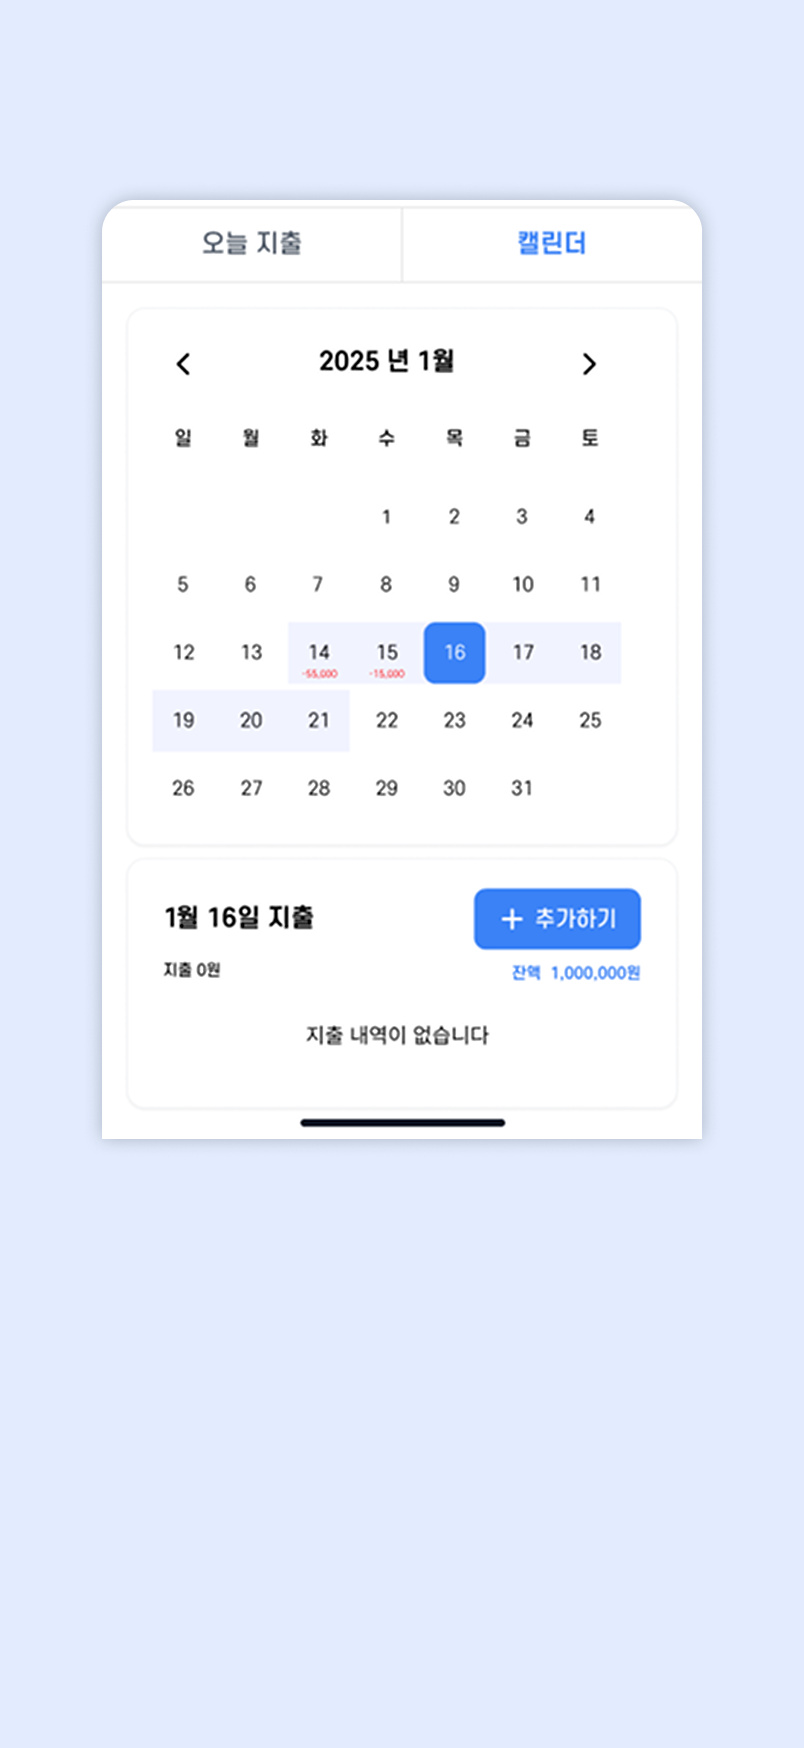 오늘 지출 캘린더
2025 년 1월
일 월 화 수 목 금 토
1 2 3 4
5 6 7 8 9 10 11
12 13 14 15 16 17 18
-55,000 -15,000
19 20 21 22 23 24 25
26 27 28 29 30 31
1월 16일 지출 + 추가하기
지출 0원 잔액 1,000,000원
지출 내역이 없습니다